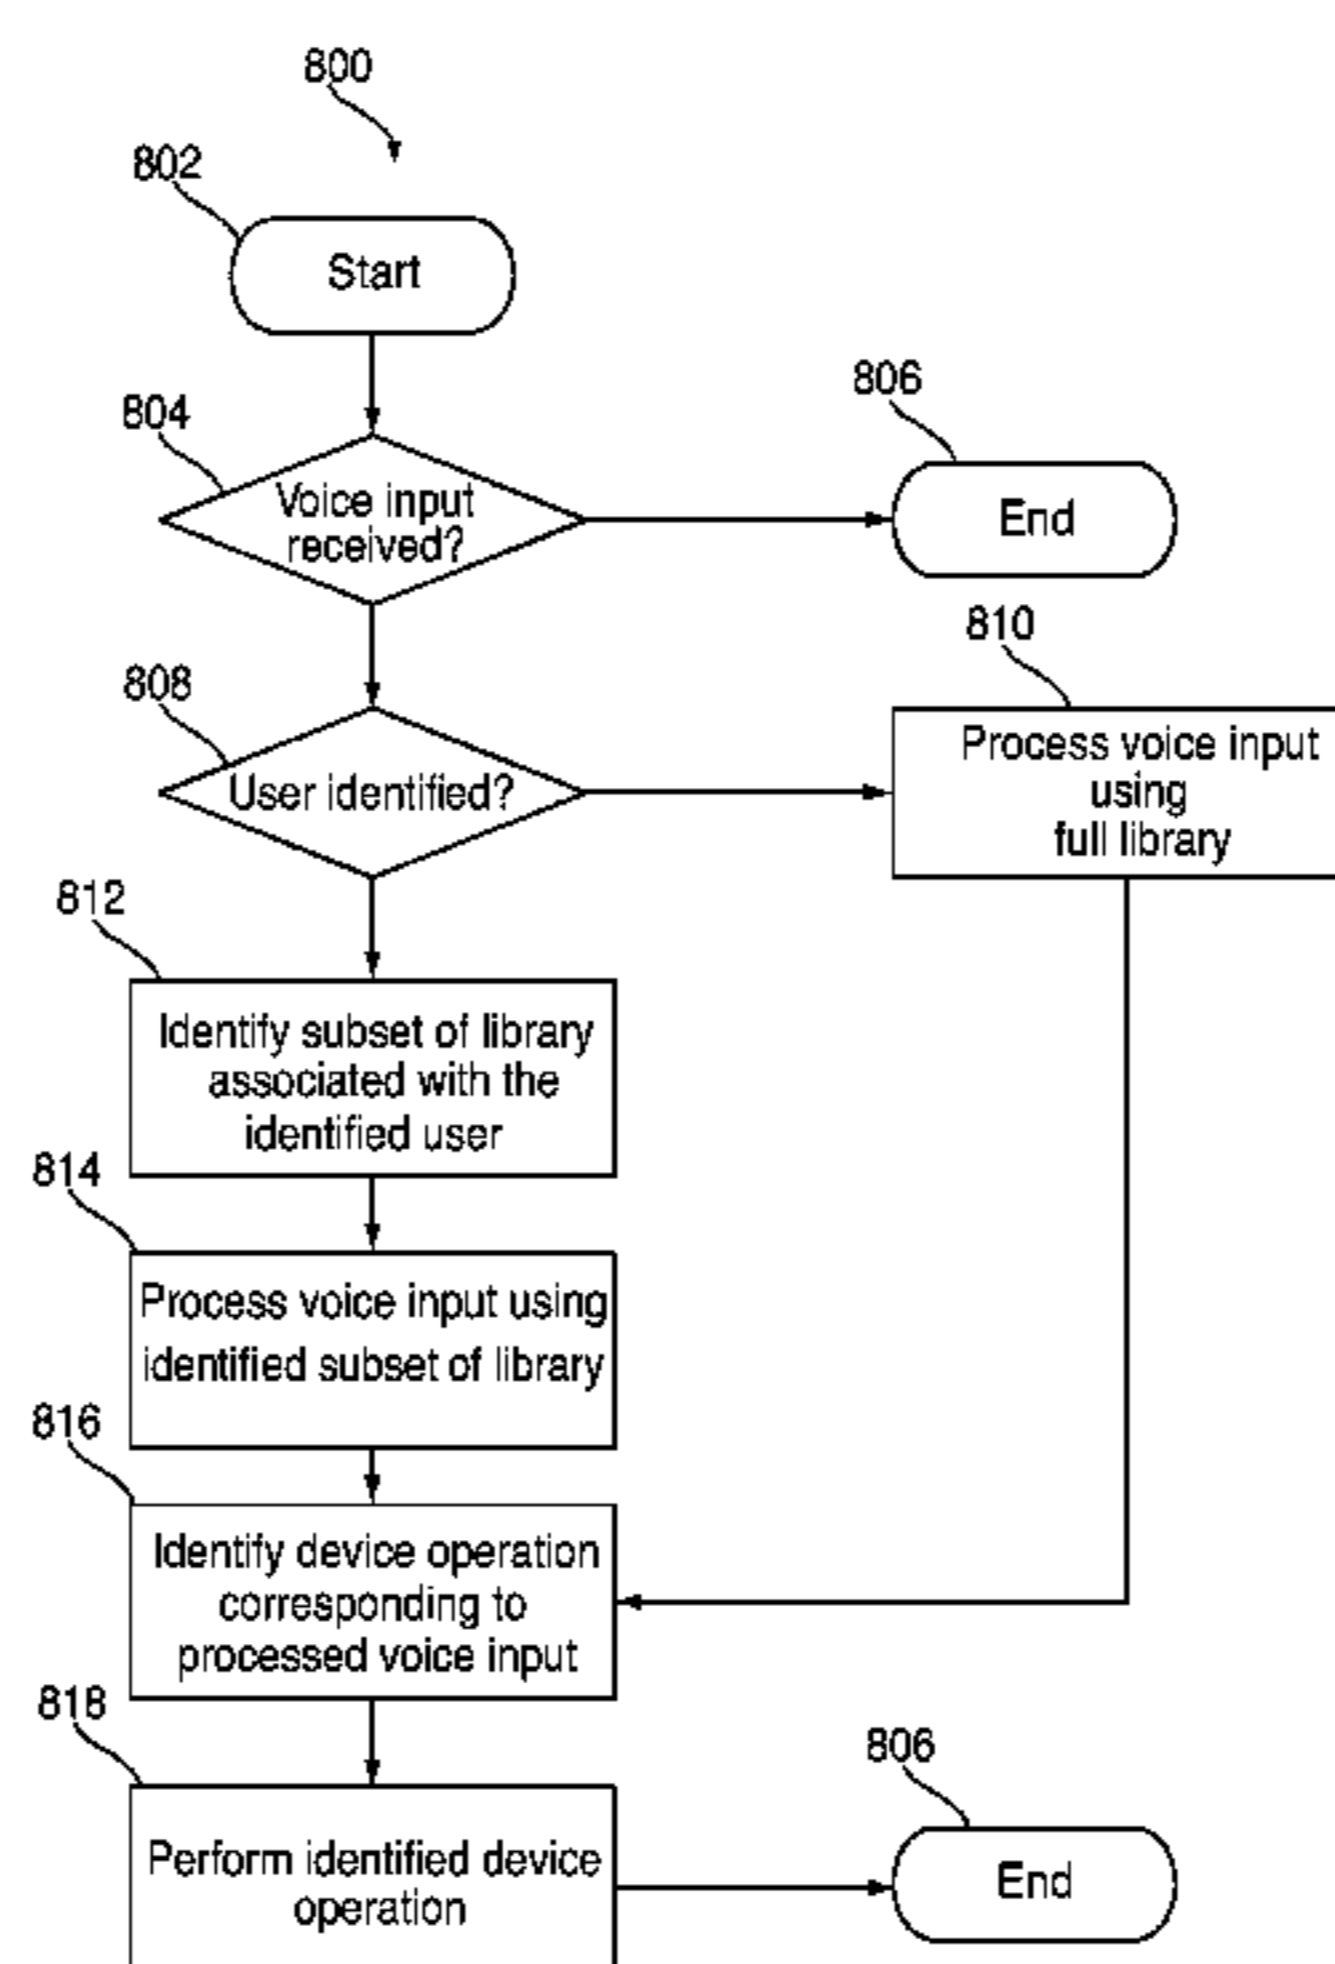 800
802
Start
804
806
Voice input
received?
End
810
808
Process voice input
using
full library
User identified?
812
Identify subset of library
associated with the
identified user
814
Process voice input using
identified subset of library
816
Identify device operation
corresponding to
processed voice input
818
806
Perform identified device
operation
End